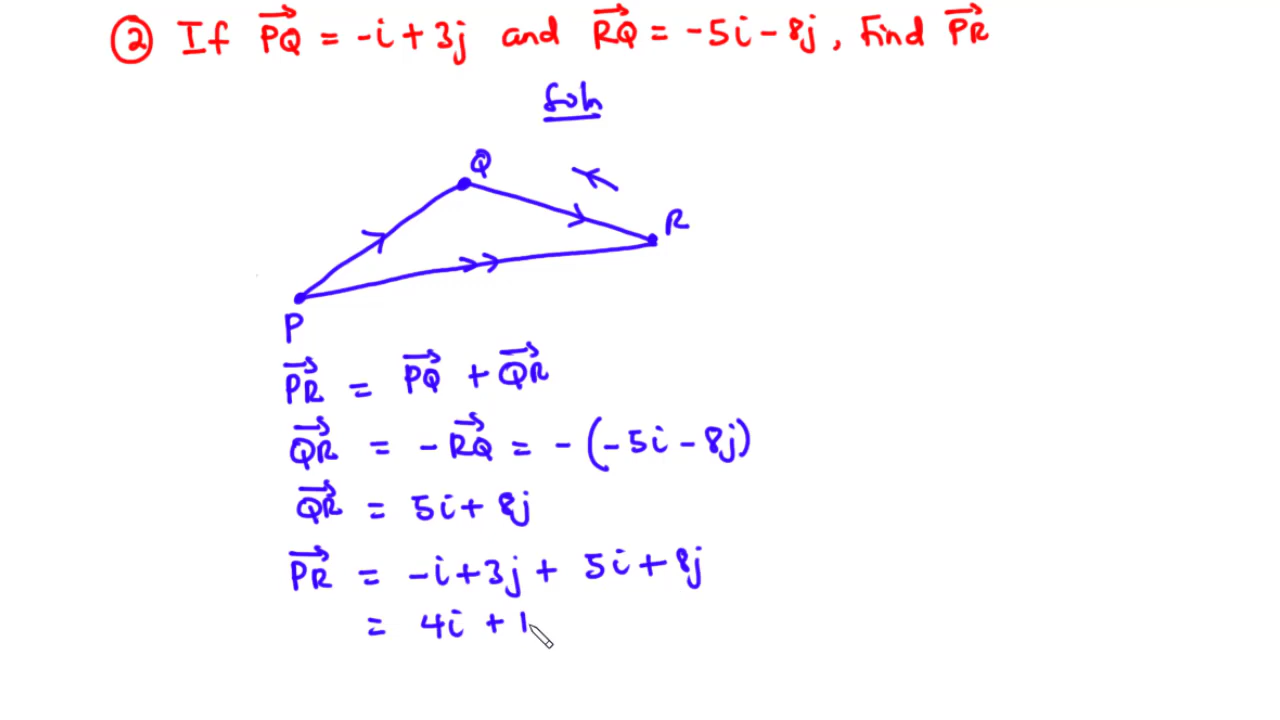 ② If PQ = -i + 3j and RQ = -5i - 8j, Find PR
Soln
Q
R
P
PR = PQ + QR
QR = -RQ = -(-5i - 8j)
QR = 5i + 8j
PR = -i + 3j + 5i + 8j
= 4i + 1